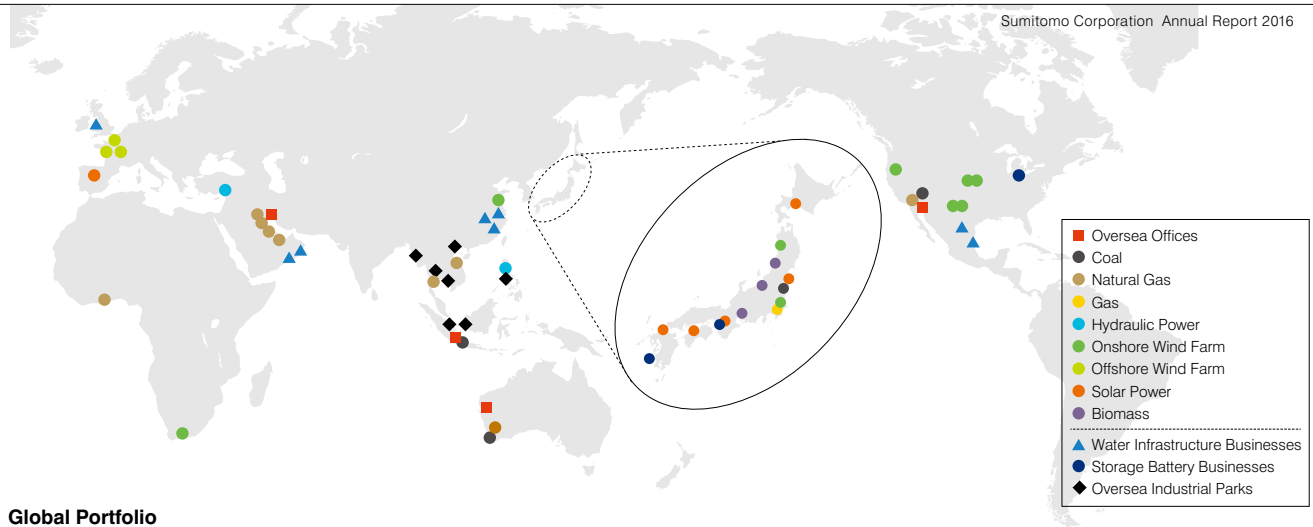 Sumitomo Corporation Annual Report 2016
Oversea Offices
Coal
Natural Gas
Gas
Hydraulic Power
Onshore Wind Farm
Offshore Wind Farm
Solar Power
Biomass
Water Infrastructure Businesses
Storage Battery Businesses
Oversea Industrial Parks
Global Portfolio